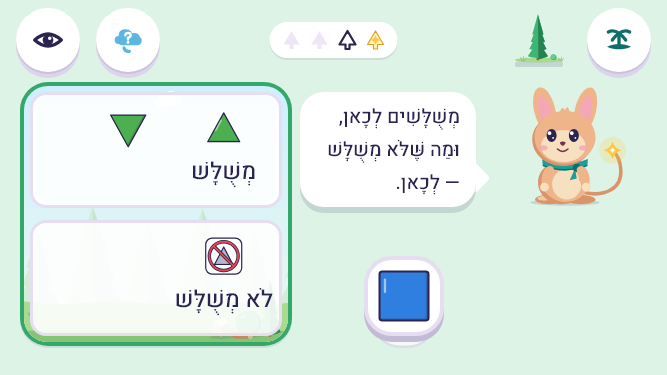 מְשֻׁלָּשִׁים לְכָאן,
וּמַה שֶּׁלֹּא מְשֻׁלָּשׁ
— לְכָאן.
מְשֻׁלָּשׁ
לֹא מְשֻׁלָּשׁ